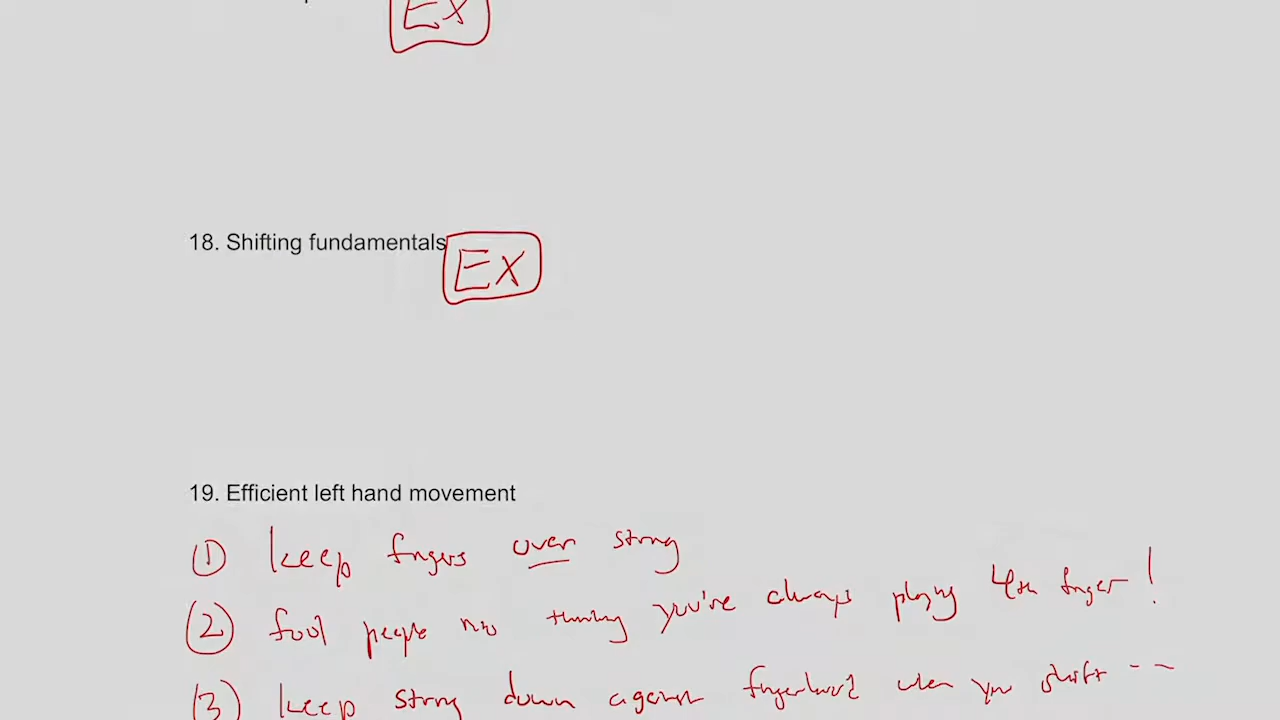 Ex
18. Shifting fundamentals Ex
19. Efficient left hand movement
① keep fingers over string
② fool people into thinking you're always playing 4th finger!
③ keep string down against fingerboard when you shift --